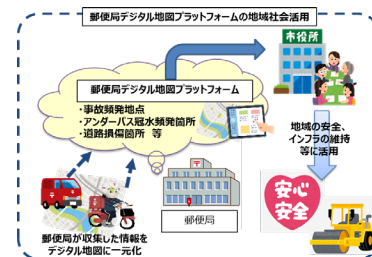 郵便局デジタル地図プラットフォームの地域社会活用
市役所
郵便局デジタル地図プラットフォーム
・事故頻発地点
・アンダーパス冠水頻発箇所
・道路損傷箇所 等
地域の安全、
インフラの維持
等に活用
郵便局
安心
安全
郵便局が収集した情報を
デジタル地図に一元化